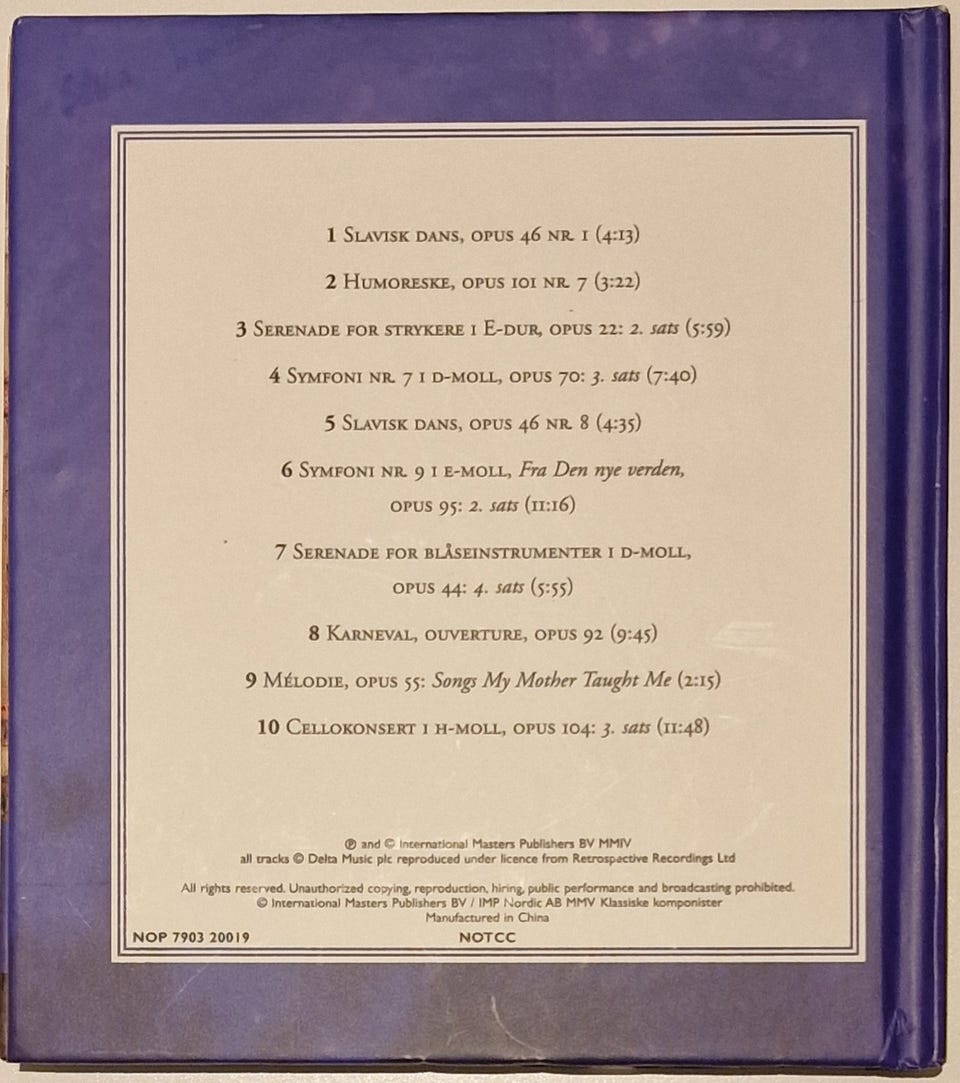 1 Slavisk dans, opus 46 nr. 1 (4:13)
2 Humoreske, opus 101 nr. 7 (3:22)
3 Serenade for strykere i E-dur, opus 22: 2. sats (5:59)
4 Symfoni nr. 7 i d-moll, opus 70: 3. sats (7:40)
5 Slavisk dans, opus 46 nr. 8 (4:35)
6 Symfoni nr. 9 i e-moll, Fra Den nye verden,
opus 95: 2. sats (11:16)
7 Serenade for blåseinstrumenter i d-moll,
opus 44: 4. sats (5:55)
8 Karneval, ouverture, opus 92 (9:45)
9 Mélodie, opus 55: Songs My Mother Taught Me (2:15)
10 Cellokonsert i h-moll, opus 104: 3. sats (11:48)
℗ and © International Masters Publishers BV MMIV
all tracks © Delta Music plc reproduced under licence from Retrospective Recordings Ltd
All rights reserved. Unauthorized copying, reproduction, hiring, public performance and broadcasting prohibited.
© International Masters Publishers BV / IMP Nordic AB MMV Klassiske komponister
Manufactured in China
NOP 7903 20019 NOTCC